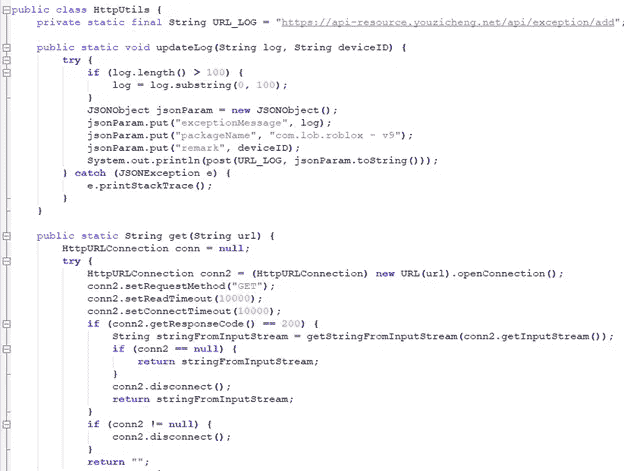 public class HttpUtils {
    private static final String URL_LOG = "https://api-resource.youzicheng.net/api/exception/add";
    public static void updateLog(String log, String deviceID) {
        try {
            if (log.length() > 100) {
                log = log.substring(0, 100);
            }
            JSONObject jsonParam = new JSONObject();
            jsonParam.put("exceptionMessage", log);
            jsonParam.put("packageName", "com.lob.roblox - v9");
            jsonParam.put("remark", deviceID);
            System.out.println(post(URL_LOG, jsonParam.toString()));
        } catch (JSONException e) {
            e.printStackTrace();
        }
    }
    public static String get(String url) {
        HttpURLConnection conn = null;
        try {
            HttpURLConnection conn2 = (HttpURLConnection) new URL(url).openConnection();
            conn2.setRequestMethod("GET");
            conn2.setReadTimeout(10000);
            conn2.setConnectTimeout(10000);
            if (conn2.getResponseCode() == 200) {
                String stringFromInputStream = getStringFromInputStream(conn2.getInputStream());
                if (conn2 == null) {
                    return stringFromInputStream;
                }
                conn2.disconnect();
                return stringFromInputStream;
            }
            if (conn2 != null) {
                conn2.disconnect();
            }
            return "";